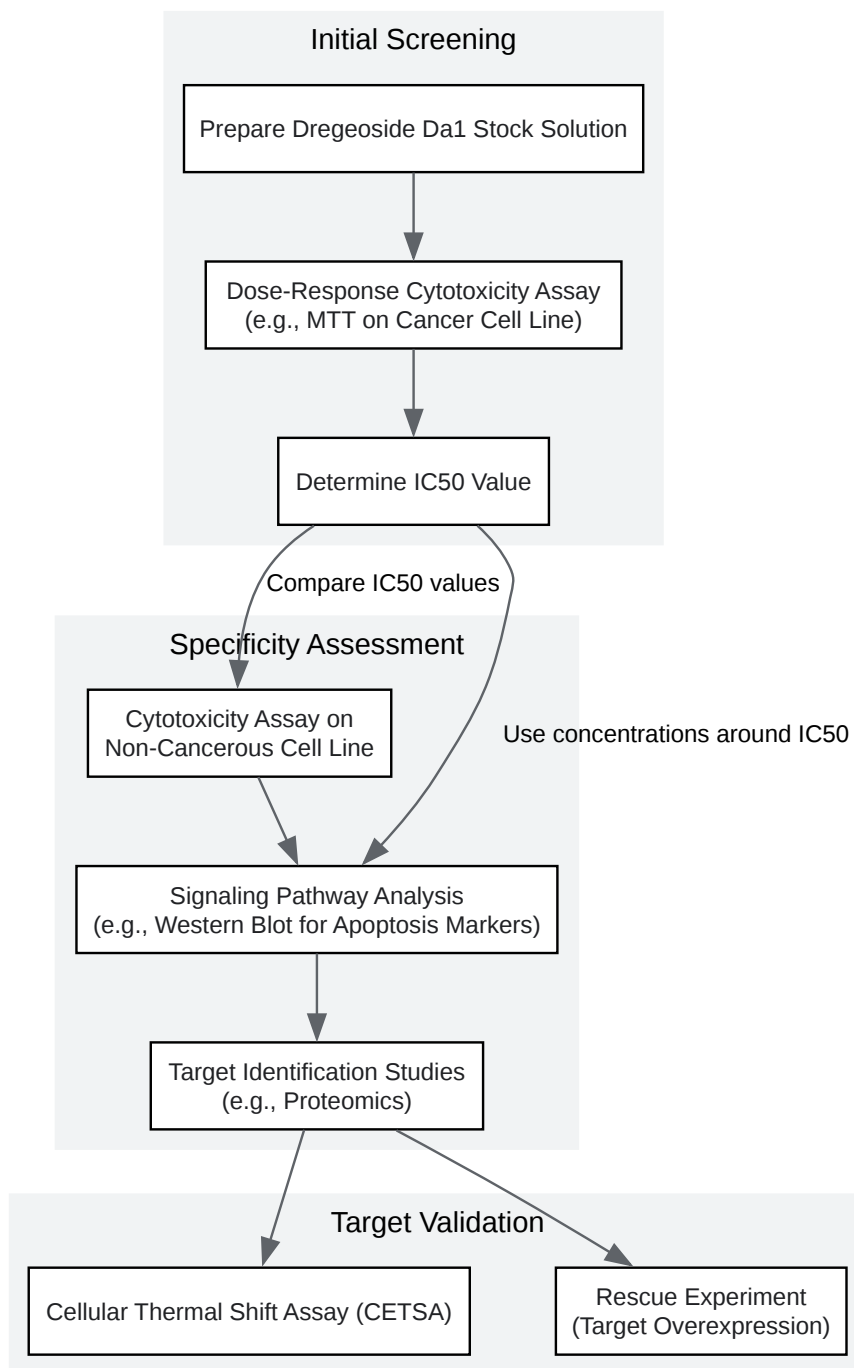 Initial Screening
Prepare Dregeoside Da1 Stock Solution
Dose-Response Cytotoxicity Assay
(e.g., MTT on Cancer Cell Line)
Determine IC50 Value
Compare IC50 values
Specificity Assessment
Cytotoxicity Assay on
Non-Cancerous Cell Line
Use concentrations around IC50
Signaling Pathway Analysis
(e.g., Western Blot for Apoptosis Markers)
Target Identification Studies
(e.g., Proteomics)
Target Validation
Cellular Thermal Shift Assay (CETSA)
Rescue Experiment
(Target Overexpression)